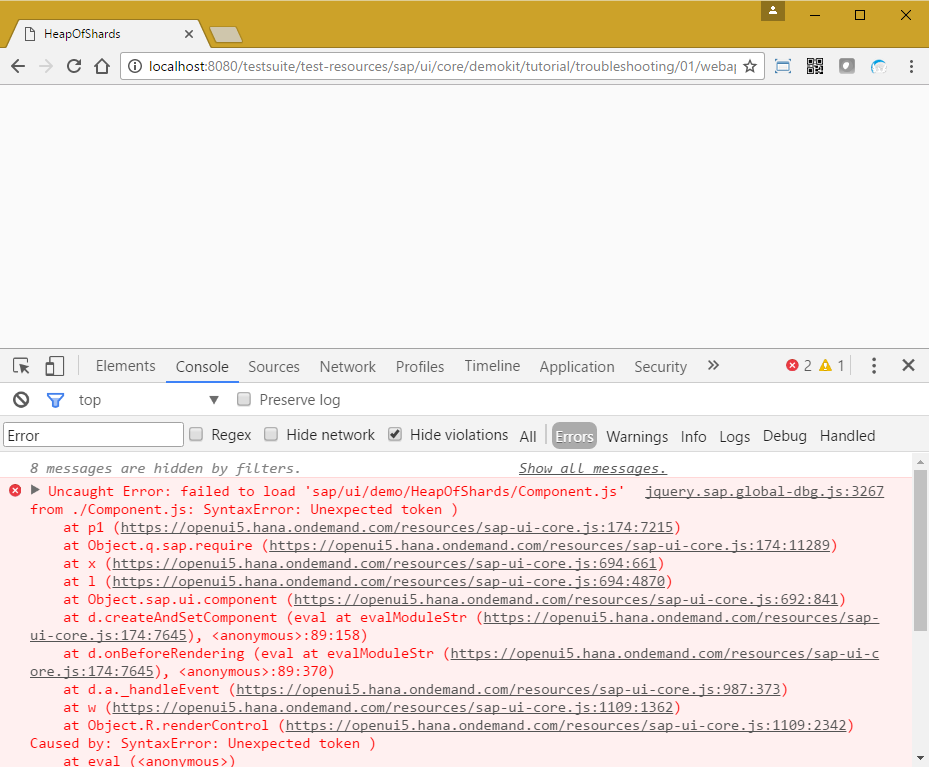 HeapOfShards
localhost:8080/testsuite/test-resources/sap/ui/core/demokit/tutorial/troubleshooting/01/weba
Elements Console Sources Network Profiles Timeline Application Security 2 1
top Preserve log
Error Regex Hide network Hide violations All Errors Warnings Info Logs Debug Handled
8 messages are hidden by filters. Show all messages.
Uncaught Error: failed to load 'sap/ui/demo/HeapOfShards/Component.js' jquery.sap.global-dbg.js:3267
from ./Component.js: SyntaxError: Unexpected token )
at p1 (https://openui5.hana.ondemand.com/resources/sap-ui-core.js:174:7215)
at Object.q.sap.require (https://openui5.hana.ondemand.com/resources/sap-ui-core.js:174:11289)
at x (https://openui5.hana.ondemand.com/resources/sap-ui-core.js:694:661)
at l (https://openui5.hana.ondemand.com/resources/sap-ui-core.js:694:4870)
at Object.sap.ui.component (https://openui5.hana.ondemand.com/resources/sap-ui-core.js:692:841)
at d.createAndSetComponent (eval at evalModuleStr (https://openui5.hana.ondemand.com/resources/sap-
ui-core.js:174:7645), <anonymous>:89:158)
at d.onBeforeRendering (eval at evalModuleStr (https://openui5.hana.ondemand.com/resources/sap-ui-c
ore.js:174:7645), <anonymous>:89:370)
at d.a._handleEvent (https://openui5.hana.ondemand.com/resources/sap-ui-core.js:987:373)
at w (https://openui5.hana.ondemand.com/resources/sap-ui-core.js:1109:1362)
at Object.R.renderControl (https://openui5.hana.ondemand.com/resources/sap-ui-core.js:1109:2342)
Caused by: SyntaxError: Unexpected token )
at eval (<anonymous>)